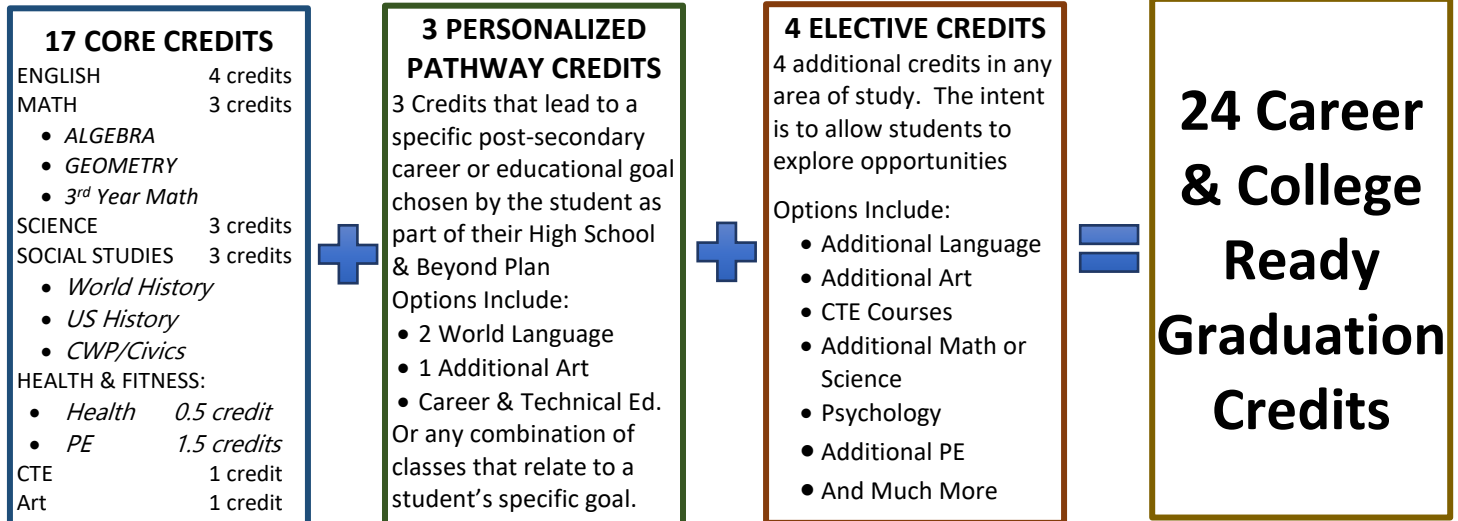 17 CORE CREDITS
ENGLISH 4 credits
MATH 3 credits
• ALGEBRA
• GEOMETRY
• 3rd Year Math
SCIENCE 3 credits
SOCIAL STUDIES 3 credits
• World History
• US History
• CWP/Civics
HEALTH & FITNESS:
• Health 0.5 credit
• PE 1.5 credits
CTE 1 credit
Art 1 credit
3 PERSONALIZED
PATHWAY CREDITS
3 Credits that lead to a
specific post-secondary
career or educational goal
chosen by the student as
part of their High School
& Beyond Plan
Options Include:
• 2 World Language
• 1 Additional Art
• Career & Technical Ed.
Or any combination of
classes that relate to a
student’s specific goal.
4 ELECTIVE CREDITS
4 additional credits in any
area of study. The intent
is to allow students to
explore opportunities
Options Include:
• Additional Language
• Additional Art
• CTE Courses
• Additional Math or
Science
• Psychology
• Additional PE
• And Much More
24 Career
& College
Ready
Graduation
Credits